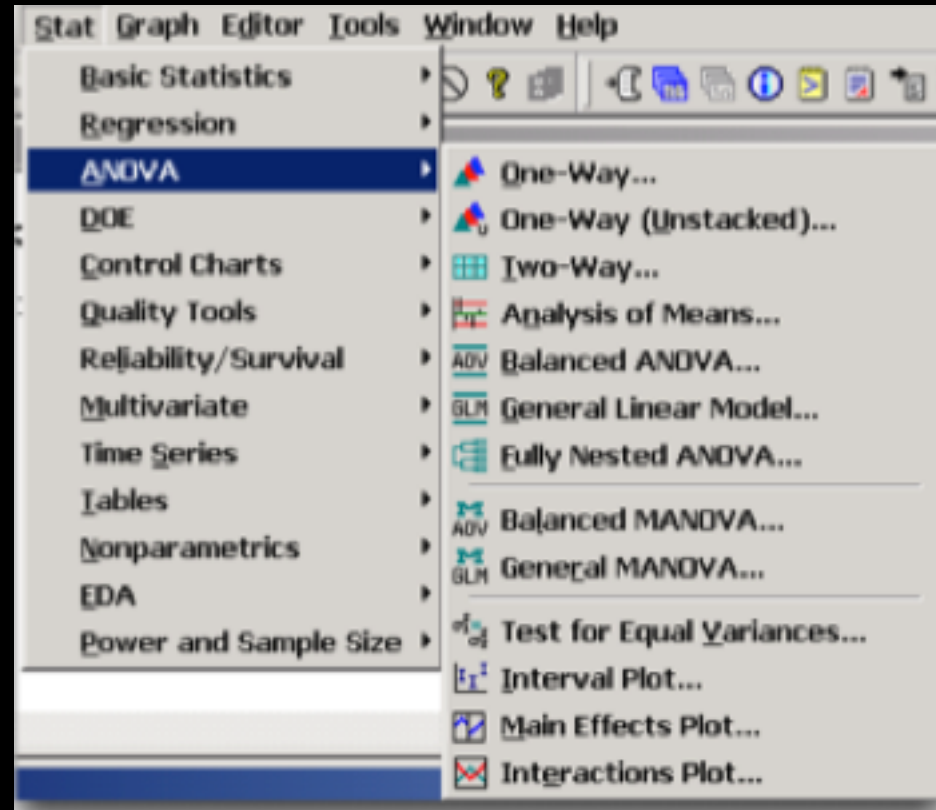 Stat Graph Editor Tools Window Help
Basic Statistics
Regression
ANOVA
DOE
Control Charts
Quality Tools
Reliability/Survival
Multivariate
Time Series
Tables
Nonparametrics
EDA
Power and Sample Size
One-Way...
One-Way (Unstacked)...
Two-Way...
Analysis of Means...
AOV Balanced ANOVA...
GLM General Linear Model...
Fully Nested ANOVA...
M AOV Balanced MANOVA...
M GLM General MANOVA...
Test for Equal Variances...
Interval Plot...
Main Effects Plot...
Interactions Plot...